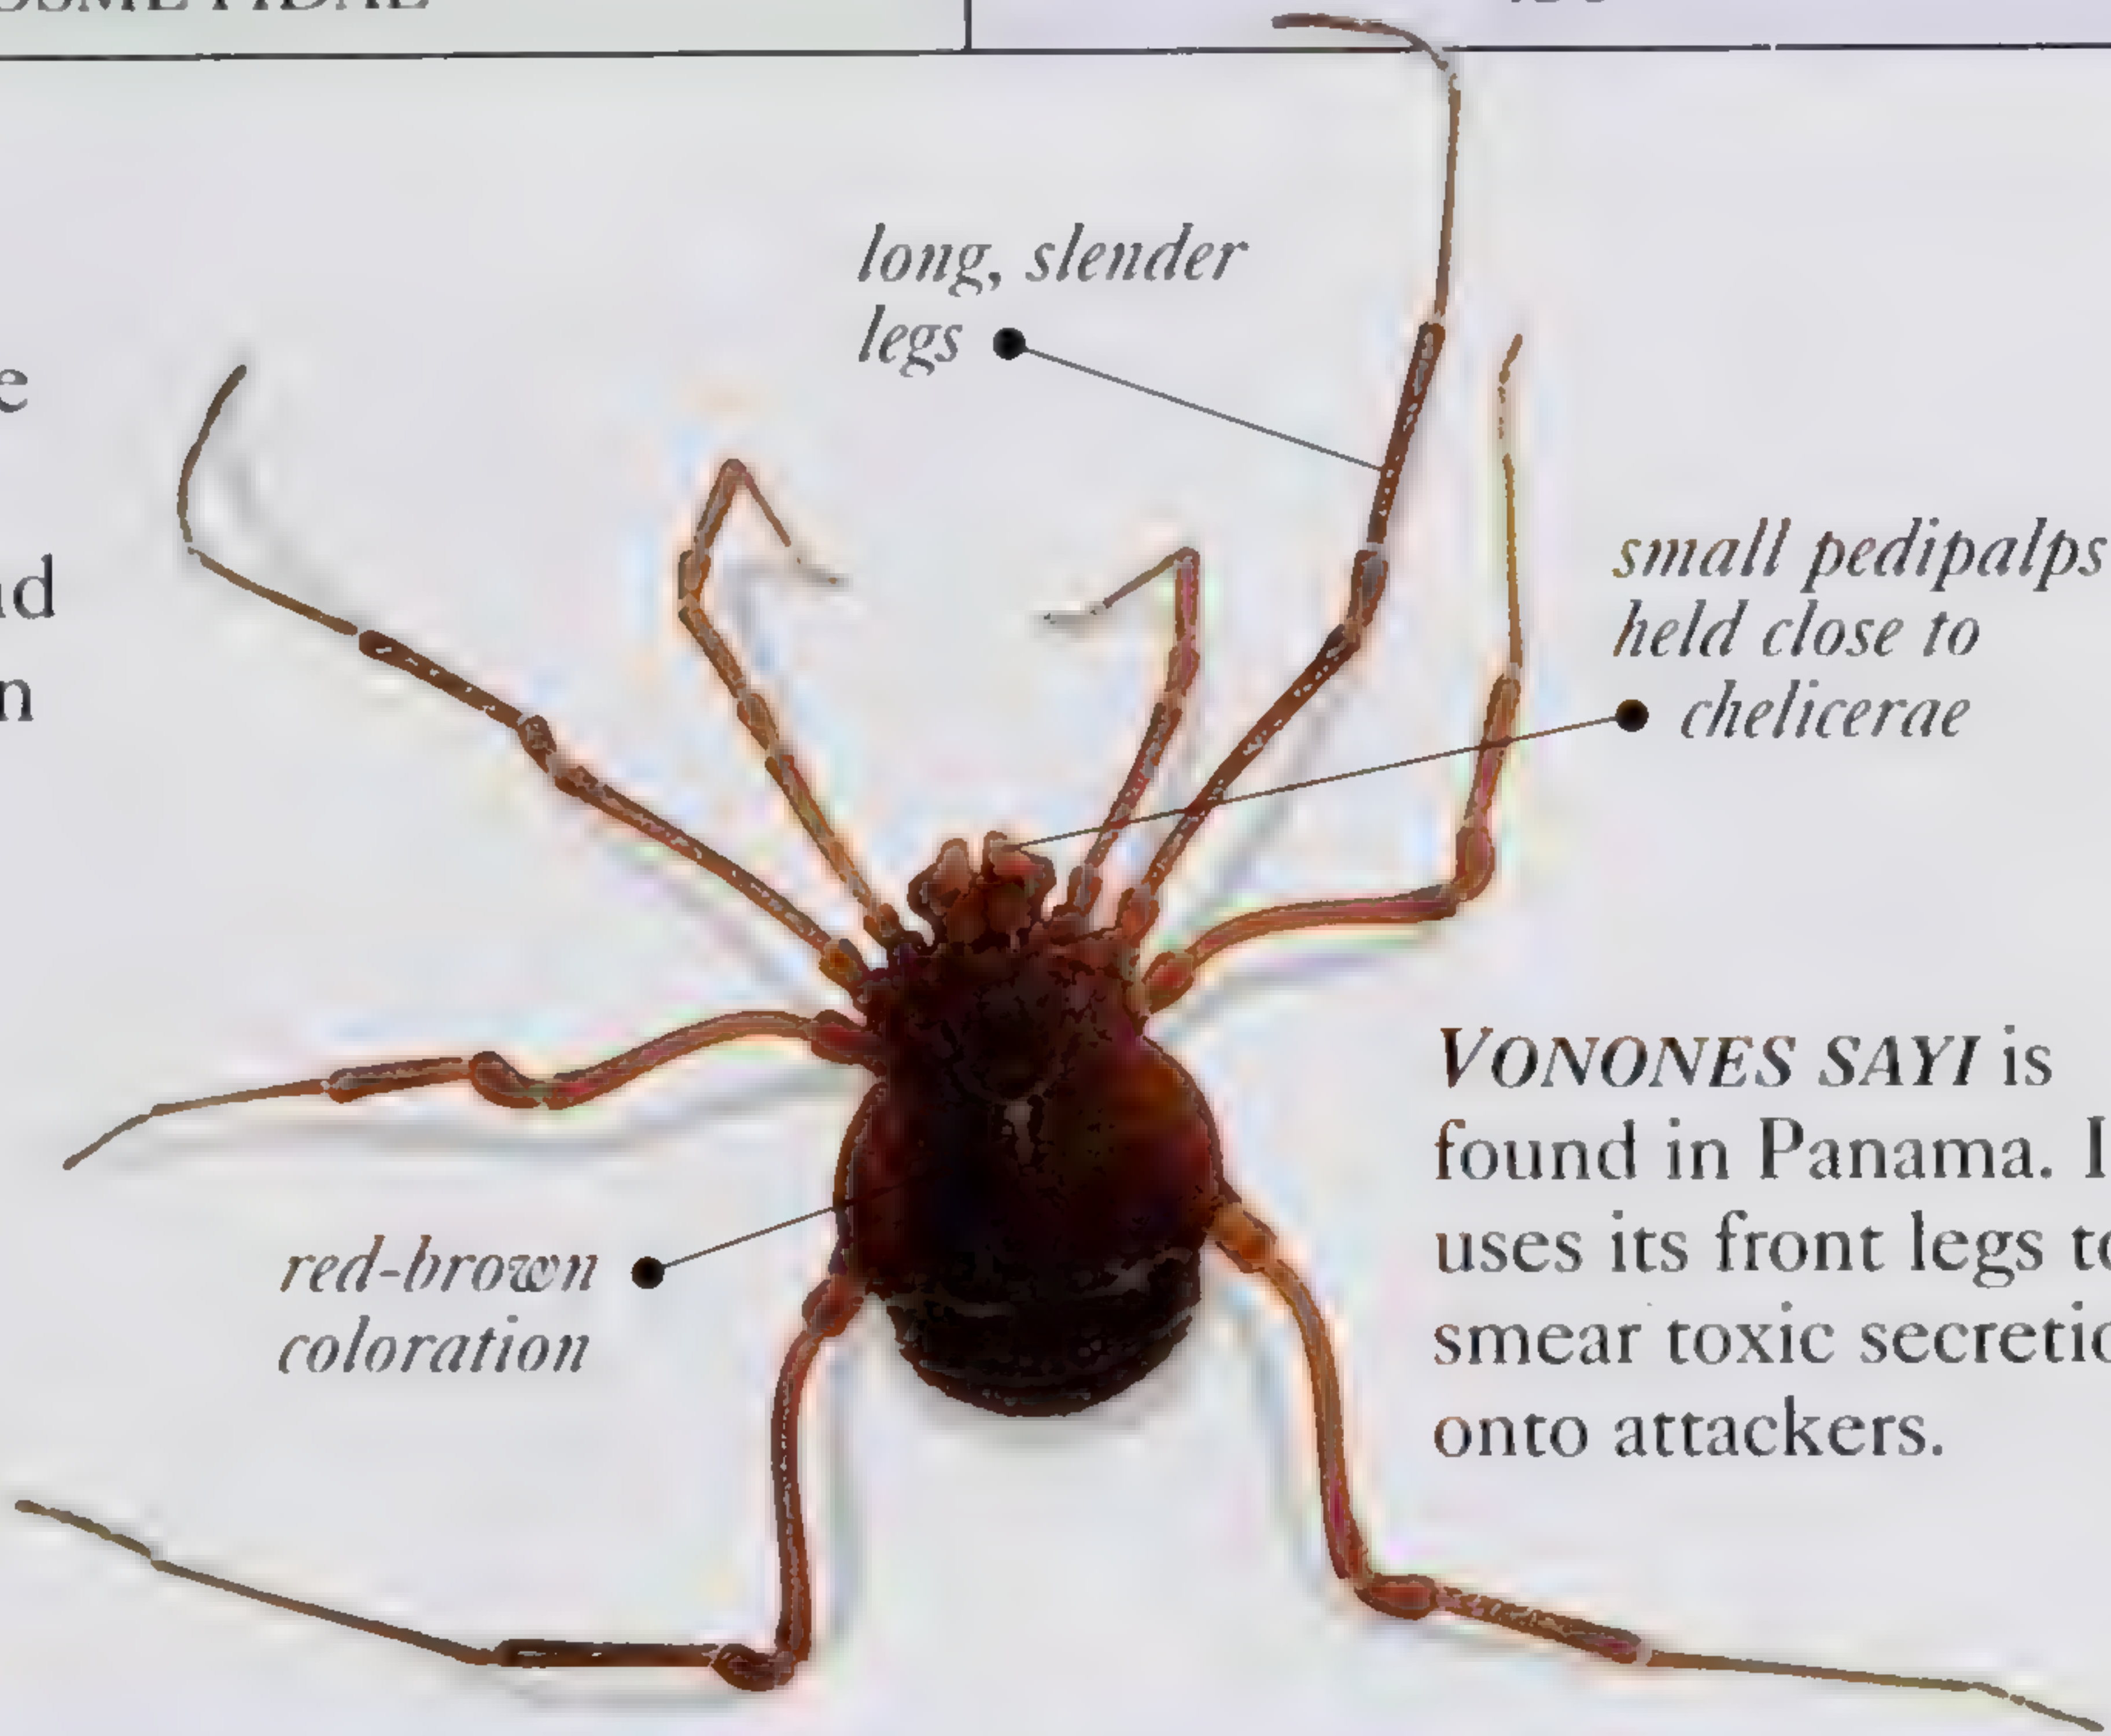 long, slender
legs
small pedipalps
held close to
chelicerae
VONONES SAYI is
found in Panama.
uses its front legs
smear toxic
onto attackers.
red-brown
coloration